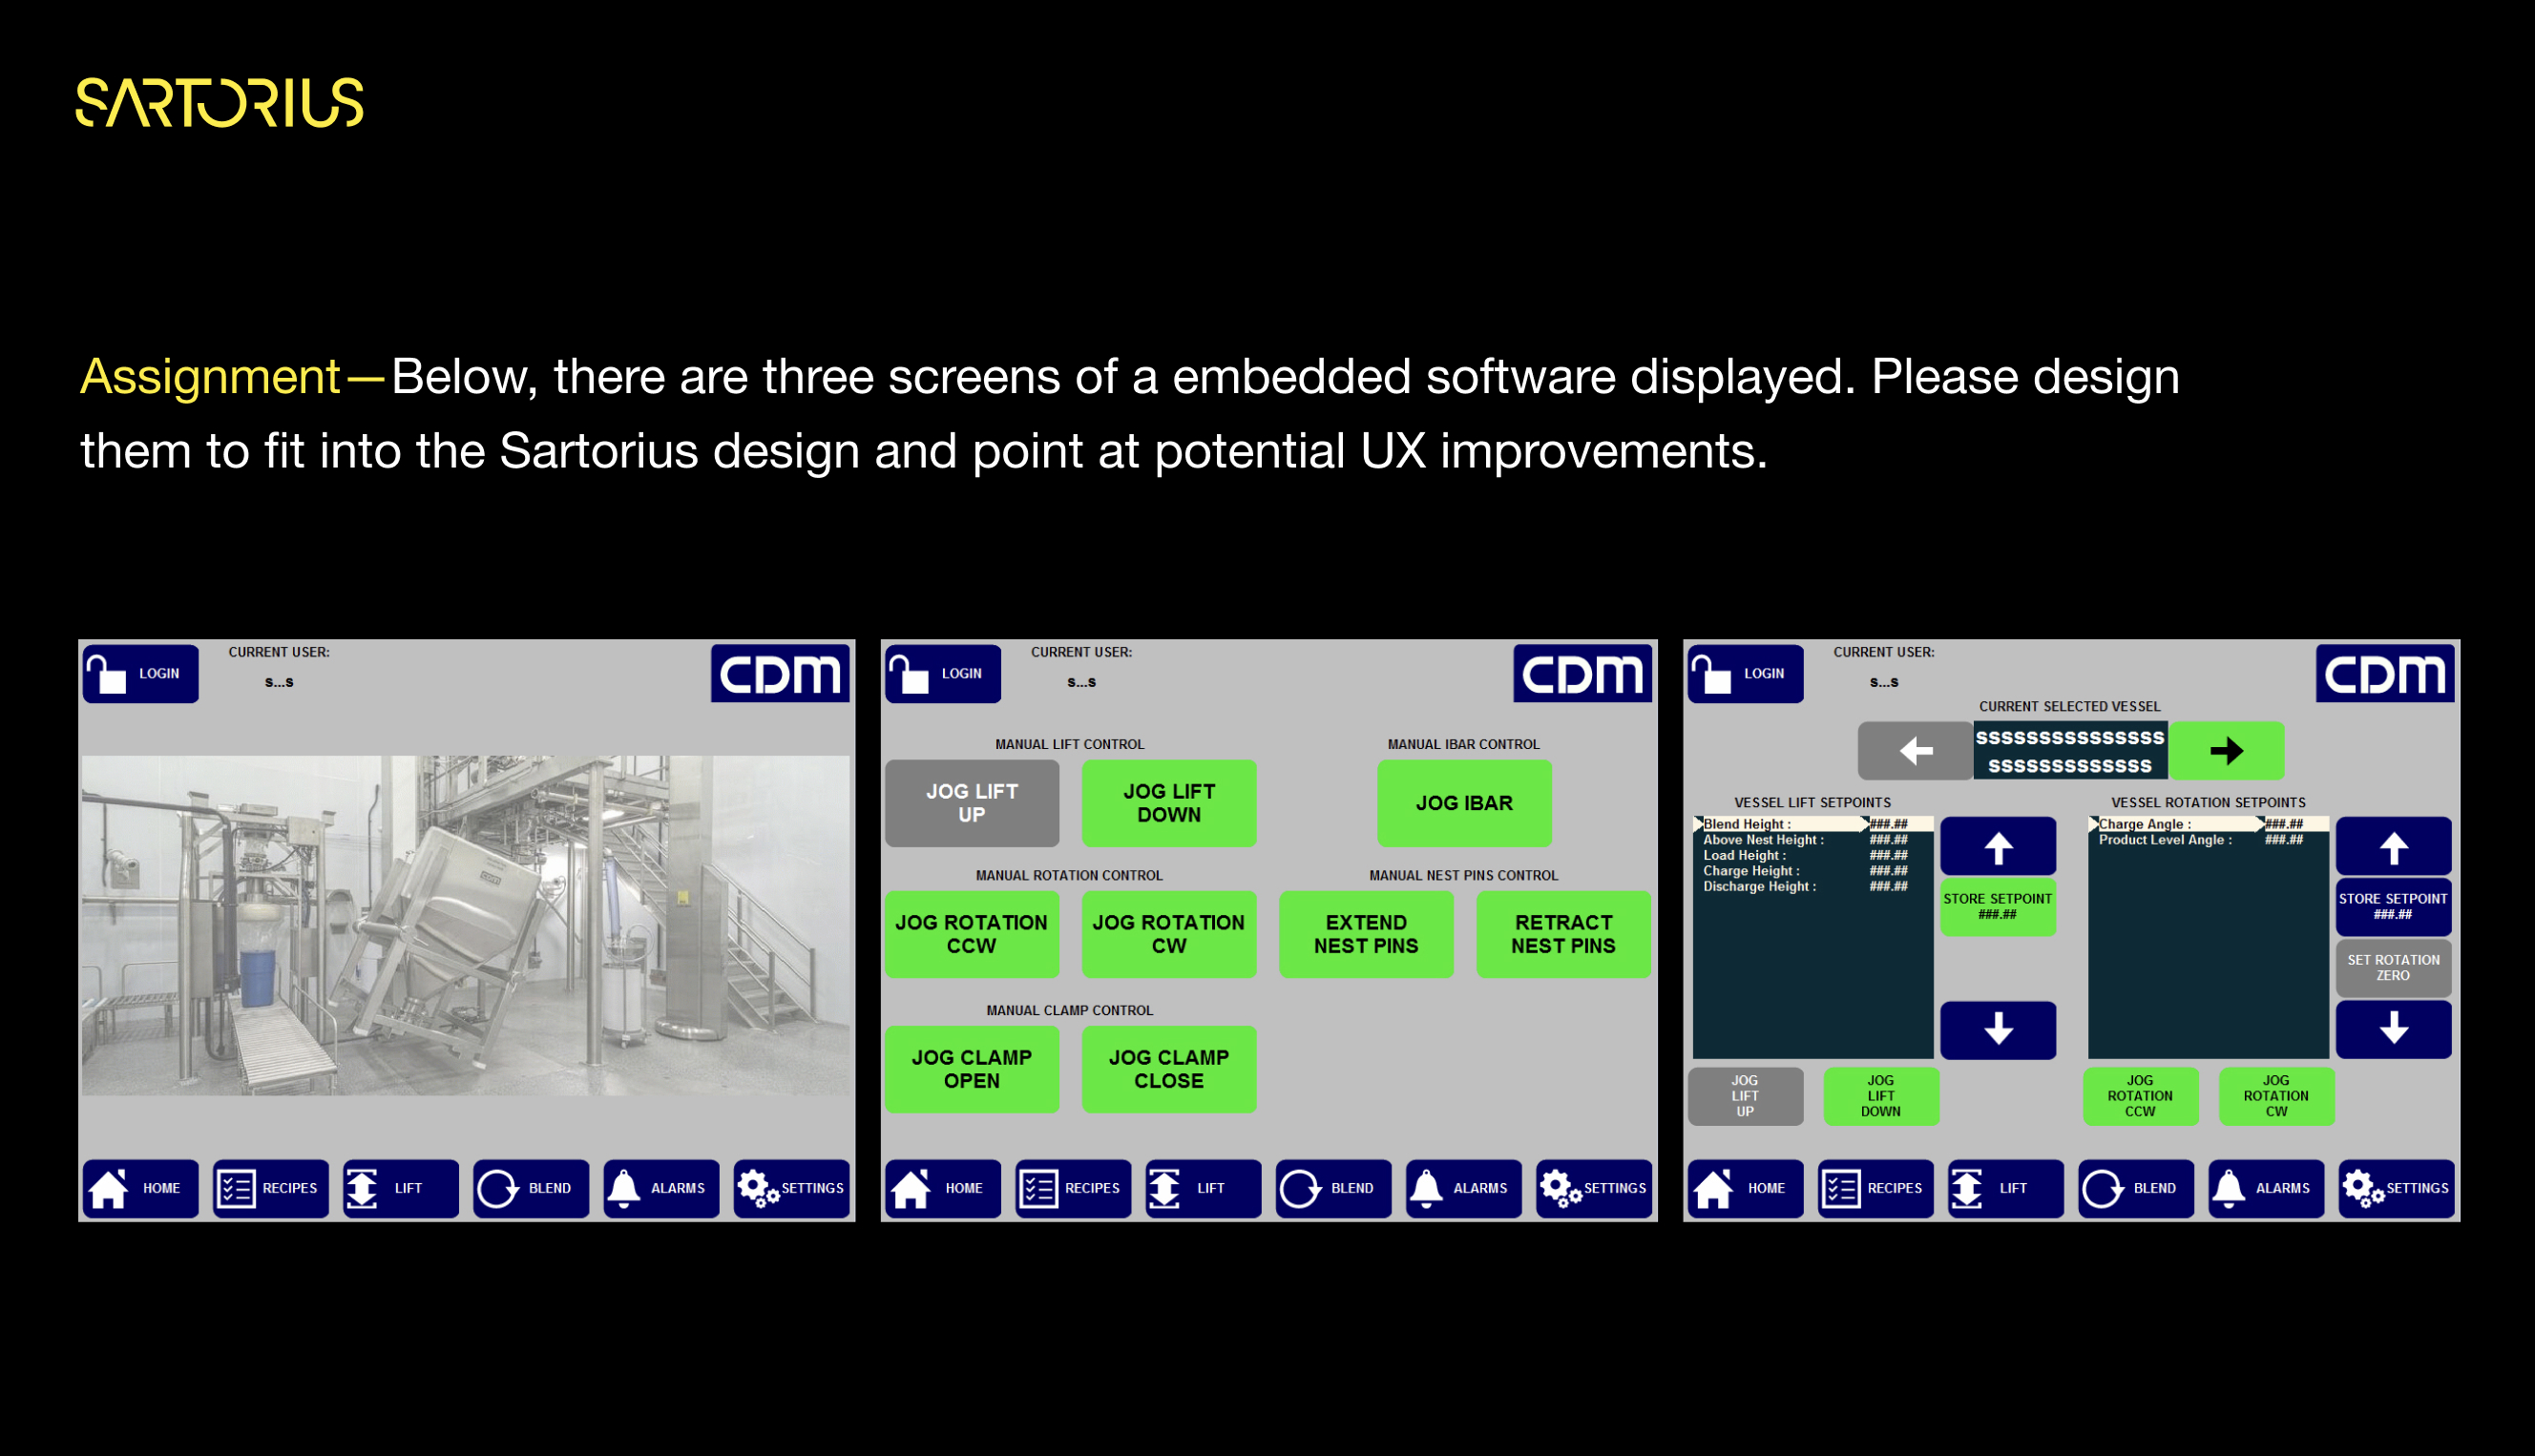 SARTORIUS
Assignment—Below, there are three screens of a embedded software displayed. Please design
them to fit into the Sartorius design and point at potential UX improvements.
LOGIN
CURRENT USER:
s...s
CDM
CDM
HOME
RECIPES
LIFT
BLEND
ALARMS
SETTINGS
LOGIN
CURRENT USER:
s...s
CDM
MANUAL LIFT CONTROL
JOG LIFT
UP
JOG LIFT
DOWN
MANUAL IBAR CONTROL
JOG IBAR
MANUAL ROTATION CONTROL
JOG ROTATION
CCW
JOG ROTATION
CW
MANUAL NEST PINS CONTROL
EXTEND
NEST PINS
RETRACT
NEST PINS
MANUAL CLAMP CONTROL
JOG CLAMP
OPEN
JOG CLAMP
CLOSE
HOME
RECIPES
LIFT
BLEND
ALARMS
SETTINGS
LOGIN
CURRENT USER:
s...s
CDM
CURRENT SELECTED VESSEL
sssssssssssssss
sssssssssssss
VESSEL LIFT SETPOINTS
Blend Height : ###.##
Above Nest Height : ###.##
Load Height : ###.##
Charge Height : ###.##
Discharge Height : ###.##
STORE SETPOINT
###.##
JOG
LIFT
UP
JOG
LIFT
DOWN
VESSEL ROTATION SETPOINTS
Charge Angle : ###.##
Product Level Angle : ###.##
STORE SETPOINT
###.##
SET ROTATION
ZERO
JOG
ROTATION
CCW
JOG
ROTATION
CW
HOME
RECIPES
LIFT
BLEND
ALARMS
SETTINGS